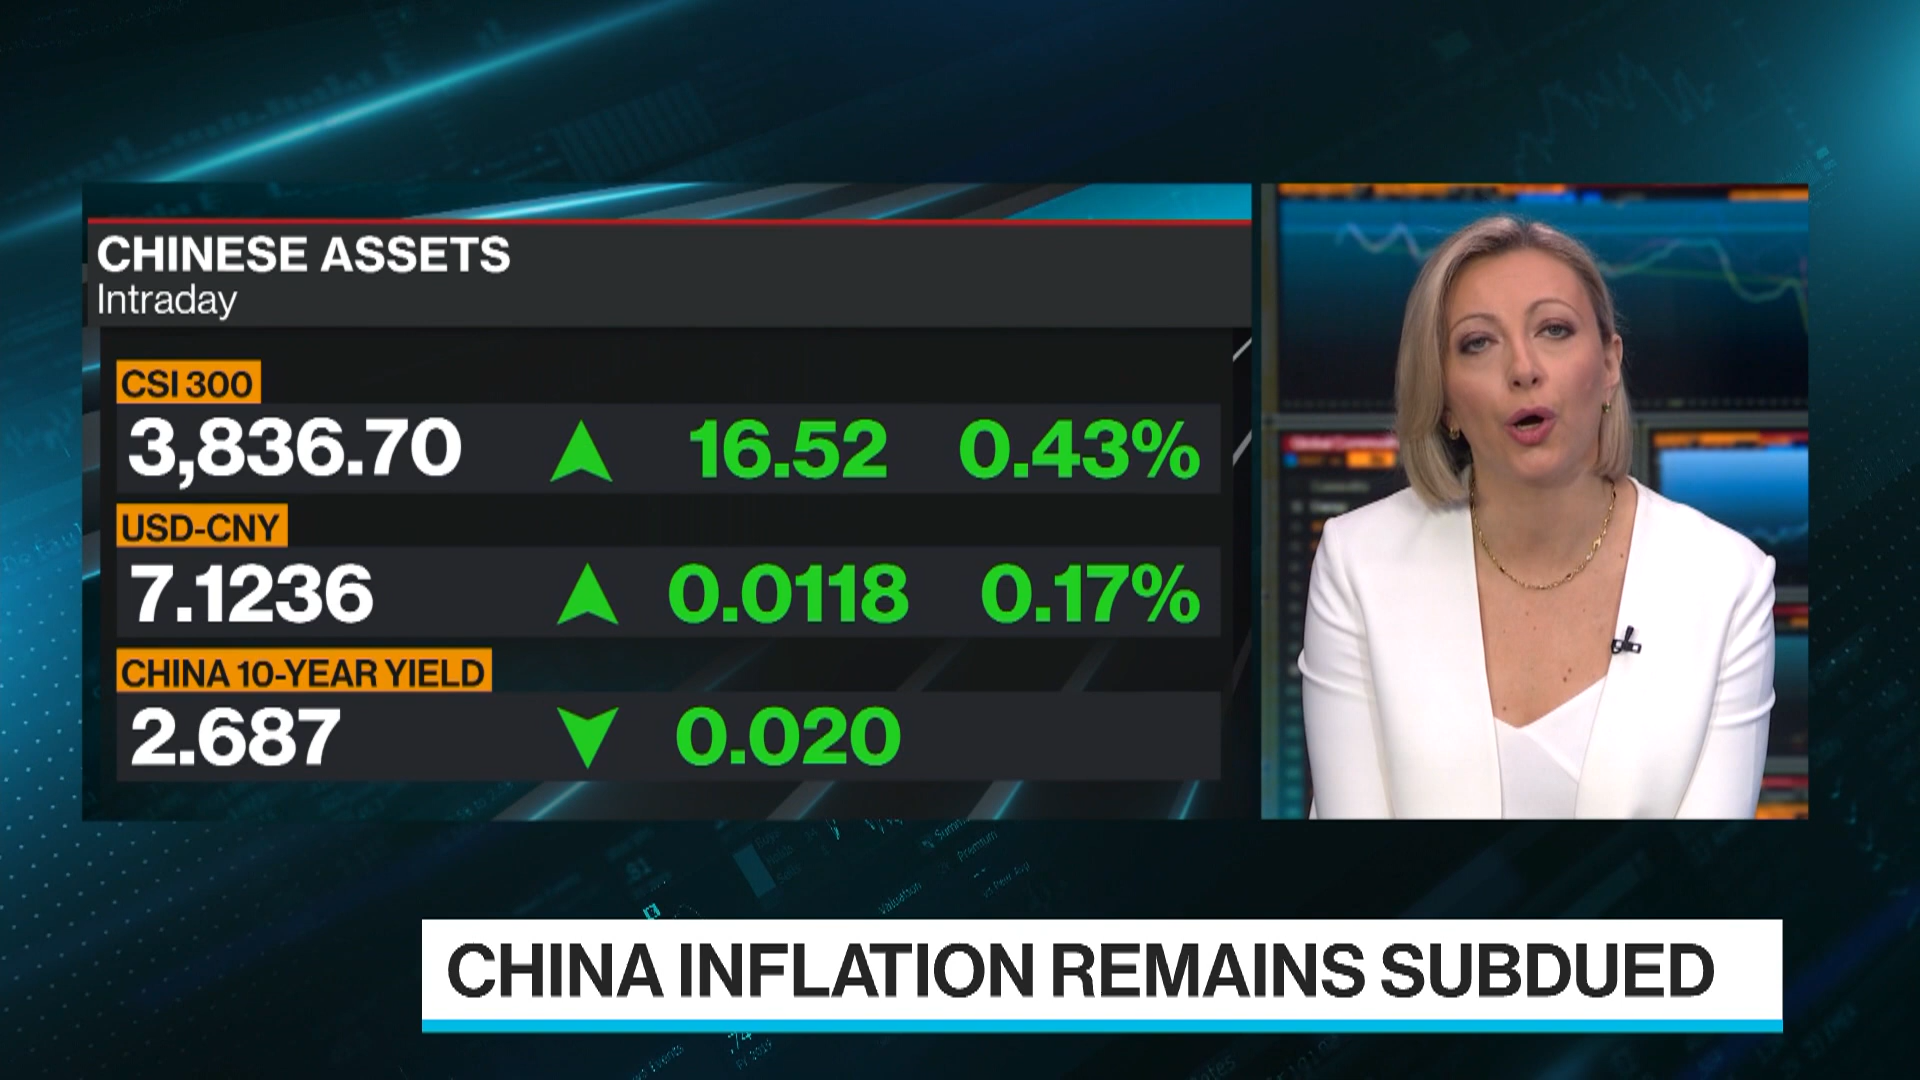 CHINESE ASSETS
Intraday
CSI 300
3,836.70 ▲ 16.52 0.43%
USD-CNY
7.1236 ▲ 0.0118 0.17%
CHINA 10-YEAR YIELD
2.687 ▼ 0.020
CHINA INFLATION REMAINS SUBDUED